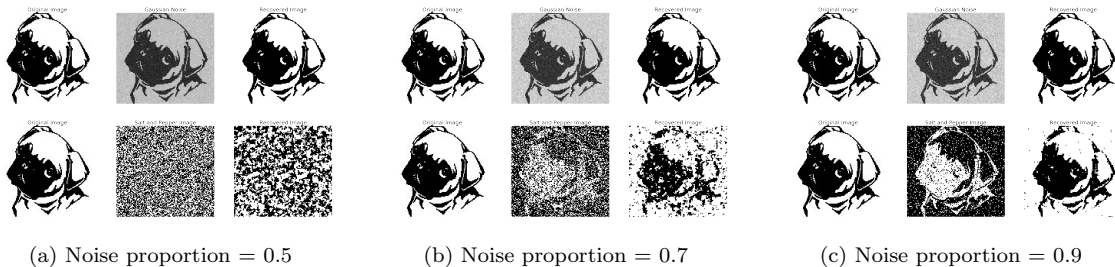 Original Image Gaussian Noise Recovered Image Original Image Gaussian Noise Recovered Image Original Image Gaussian Noise Recovered Image
Original Image Salt and Pepper Image Recovered Image Original Image Salt and Pepper Image Recovered Image Original Image Salt and Pepper Image Recovered Image
(a) Noise proportion = 0.5 (b) Noise proportion = 0.7 (c) Noise proportion = 0.9